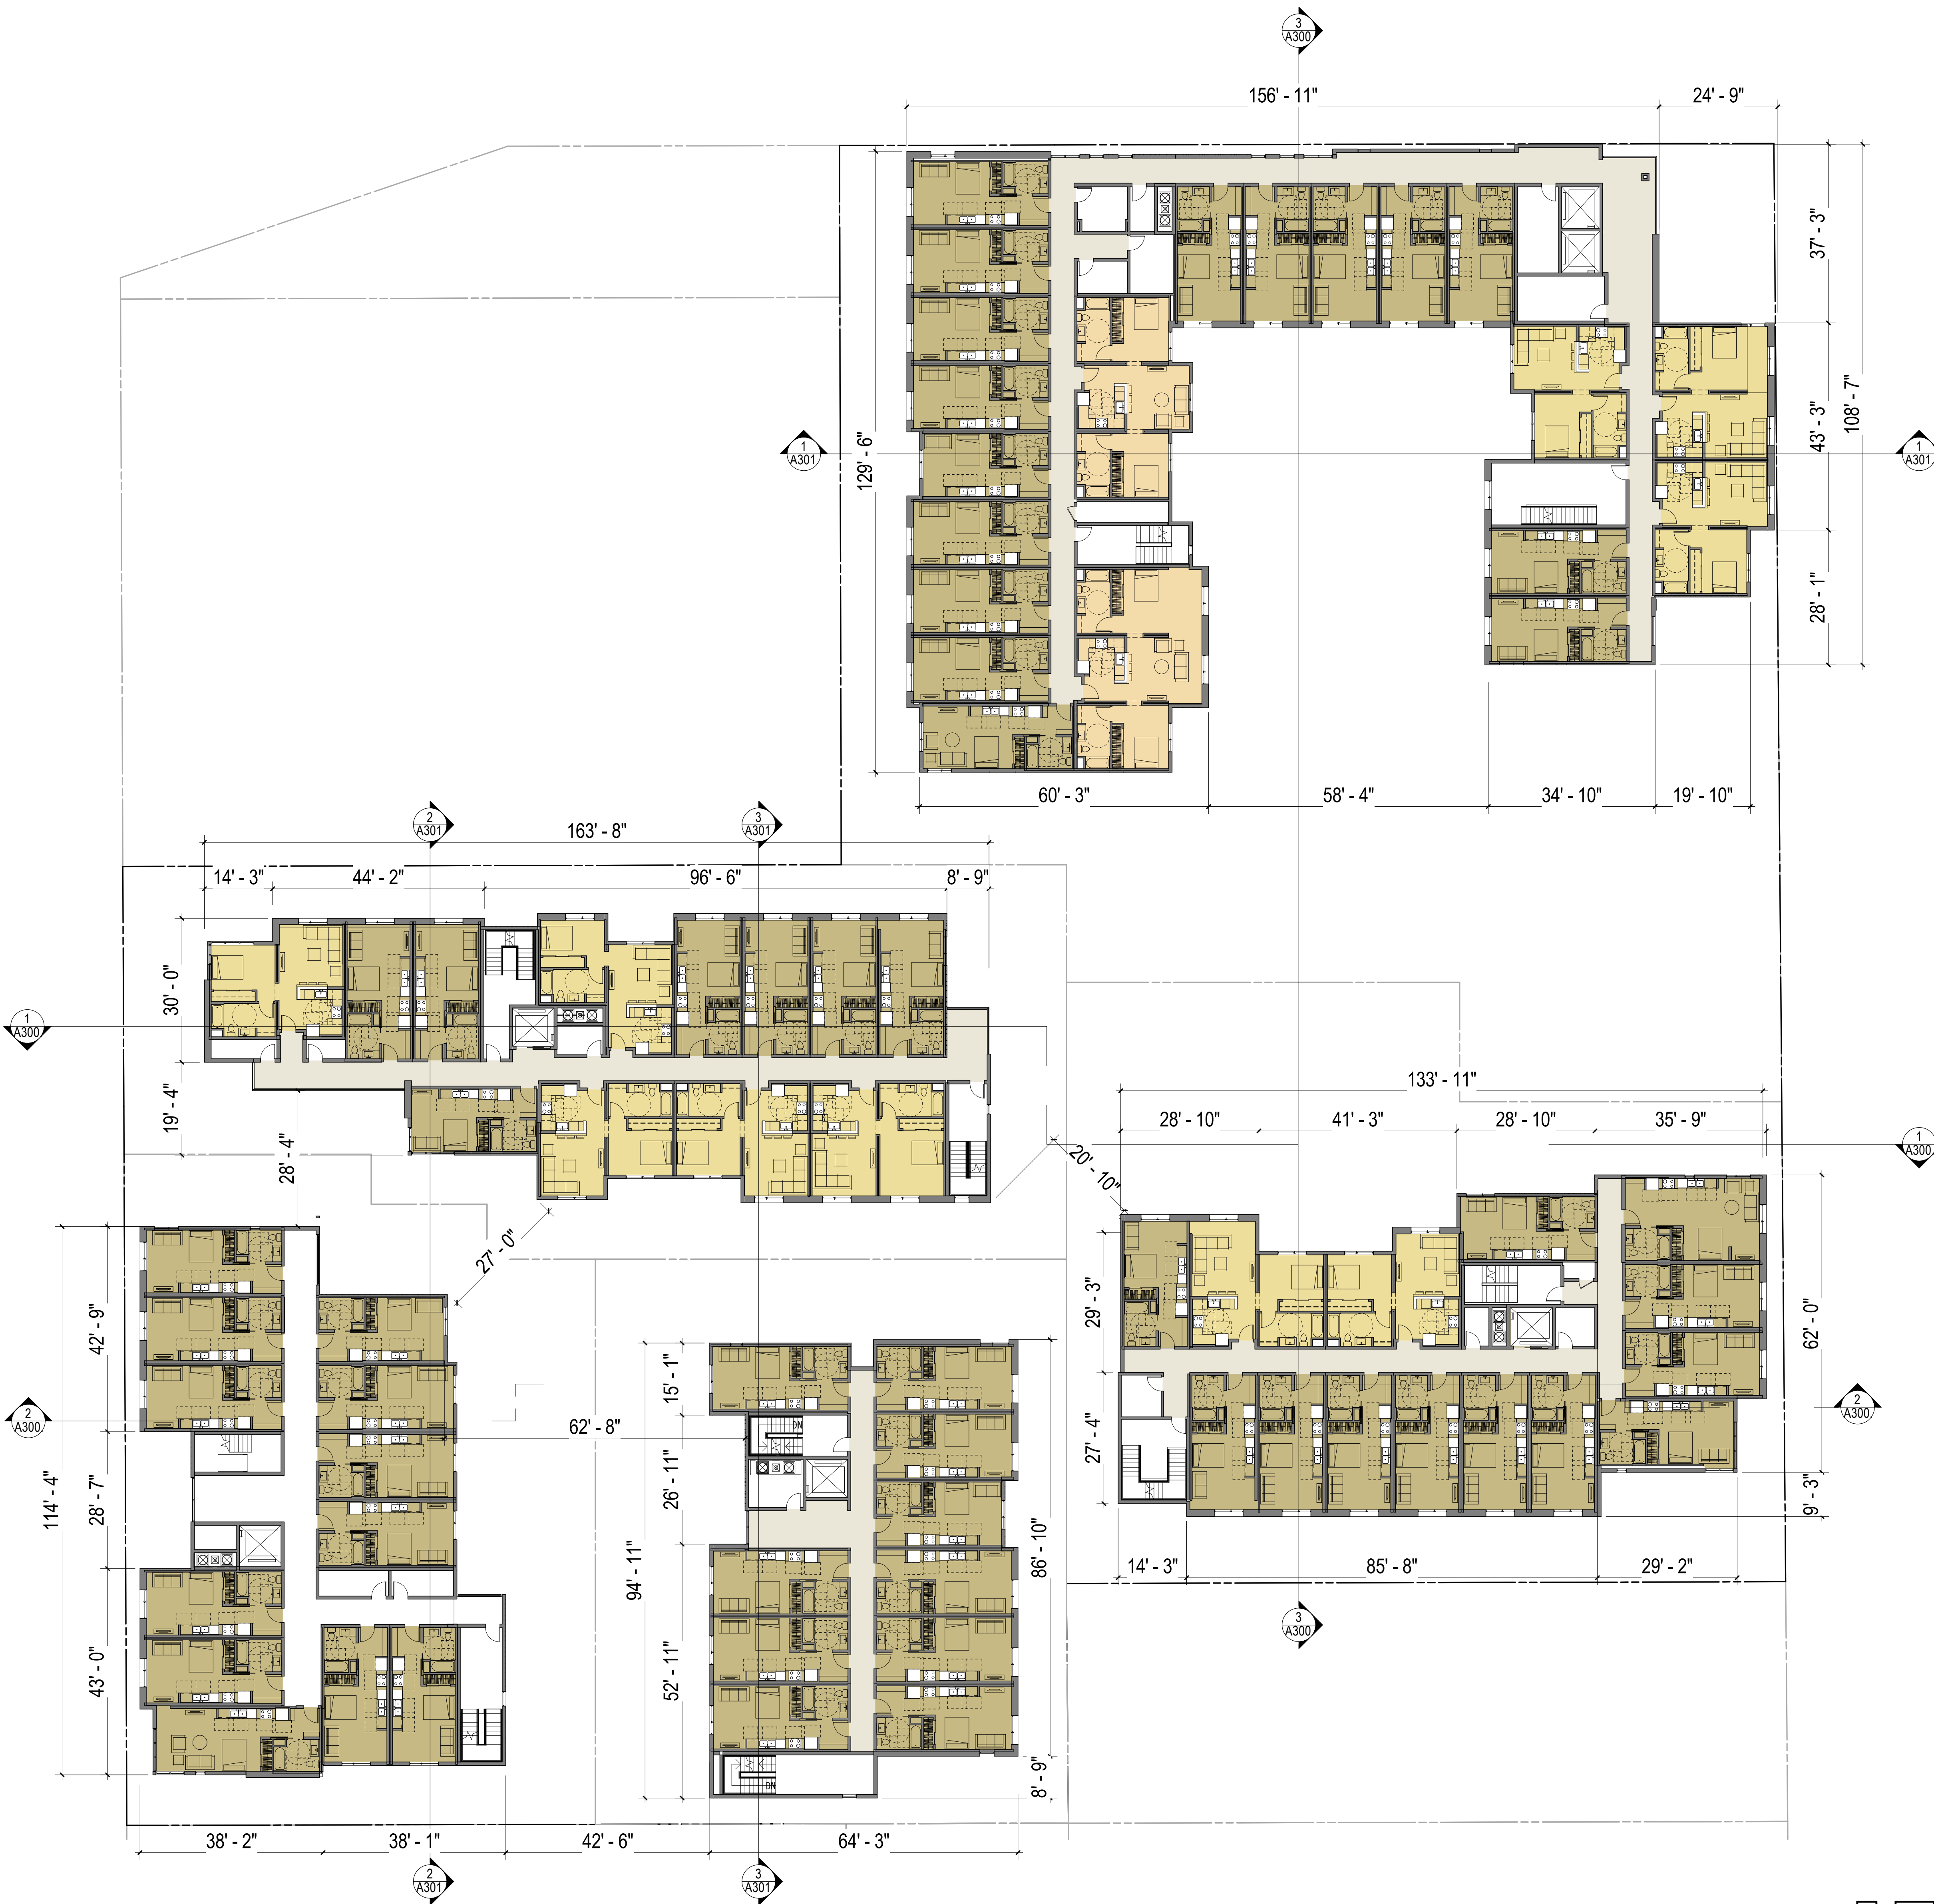 3
A300
156' - 11"
24' - 9"
37' - 3"
43' - 3"
108' - 7"
28' - 1"
129' - 6"
1
A301
1
A301
60' - 3"
58' - 4"
34' - 10"
19' - 10"
2
A301
3
A301
163' - 8"
14' - 3"
44' - 2"
96' - 6"
8' - 9"
30' - 0"
19' - 4"
1
A300
28' - 4"
27' - 0"
20' - 10"
133' - 11"
28' - 10"
41' - 3"
28' - 10"
35' - 9"
1
A300
29' - 3"
27' - 4"
62' - 0"
9' - 3"
2
A300
14' - 3"
85' - 8"
29' - 2"
3
A300
42' - 9"
114' - 4"
28' - 7"
43' - 0"
2
A300
62' - 8"
15' - 1"
26' - 11"
94' - 11"
52' - 11"
86' - 10"
8' - 9"
DN
DN
38' - 2"
38' - 1"
42' - 6"
64' - 3"
2
A301
3
A301